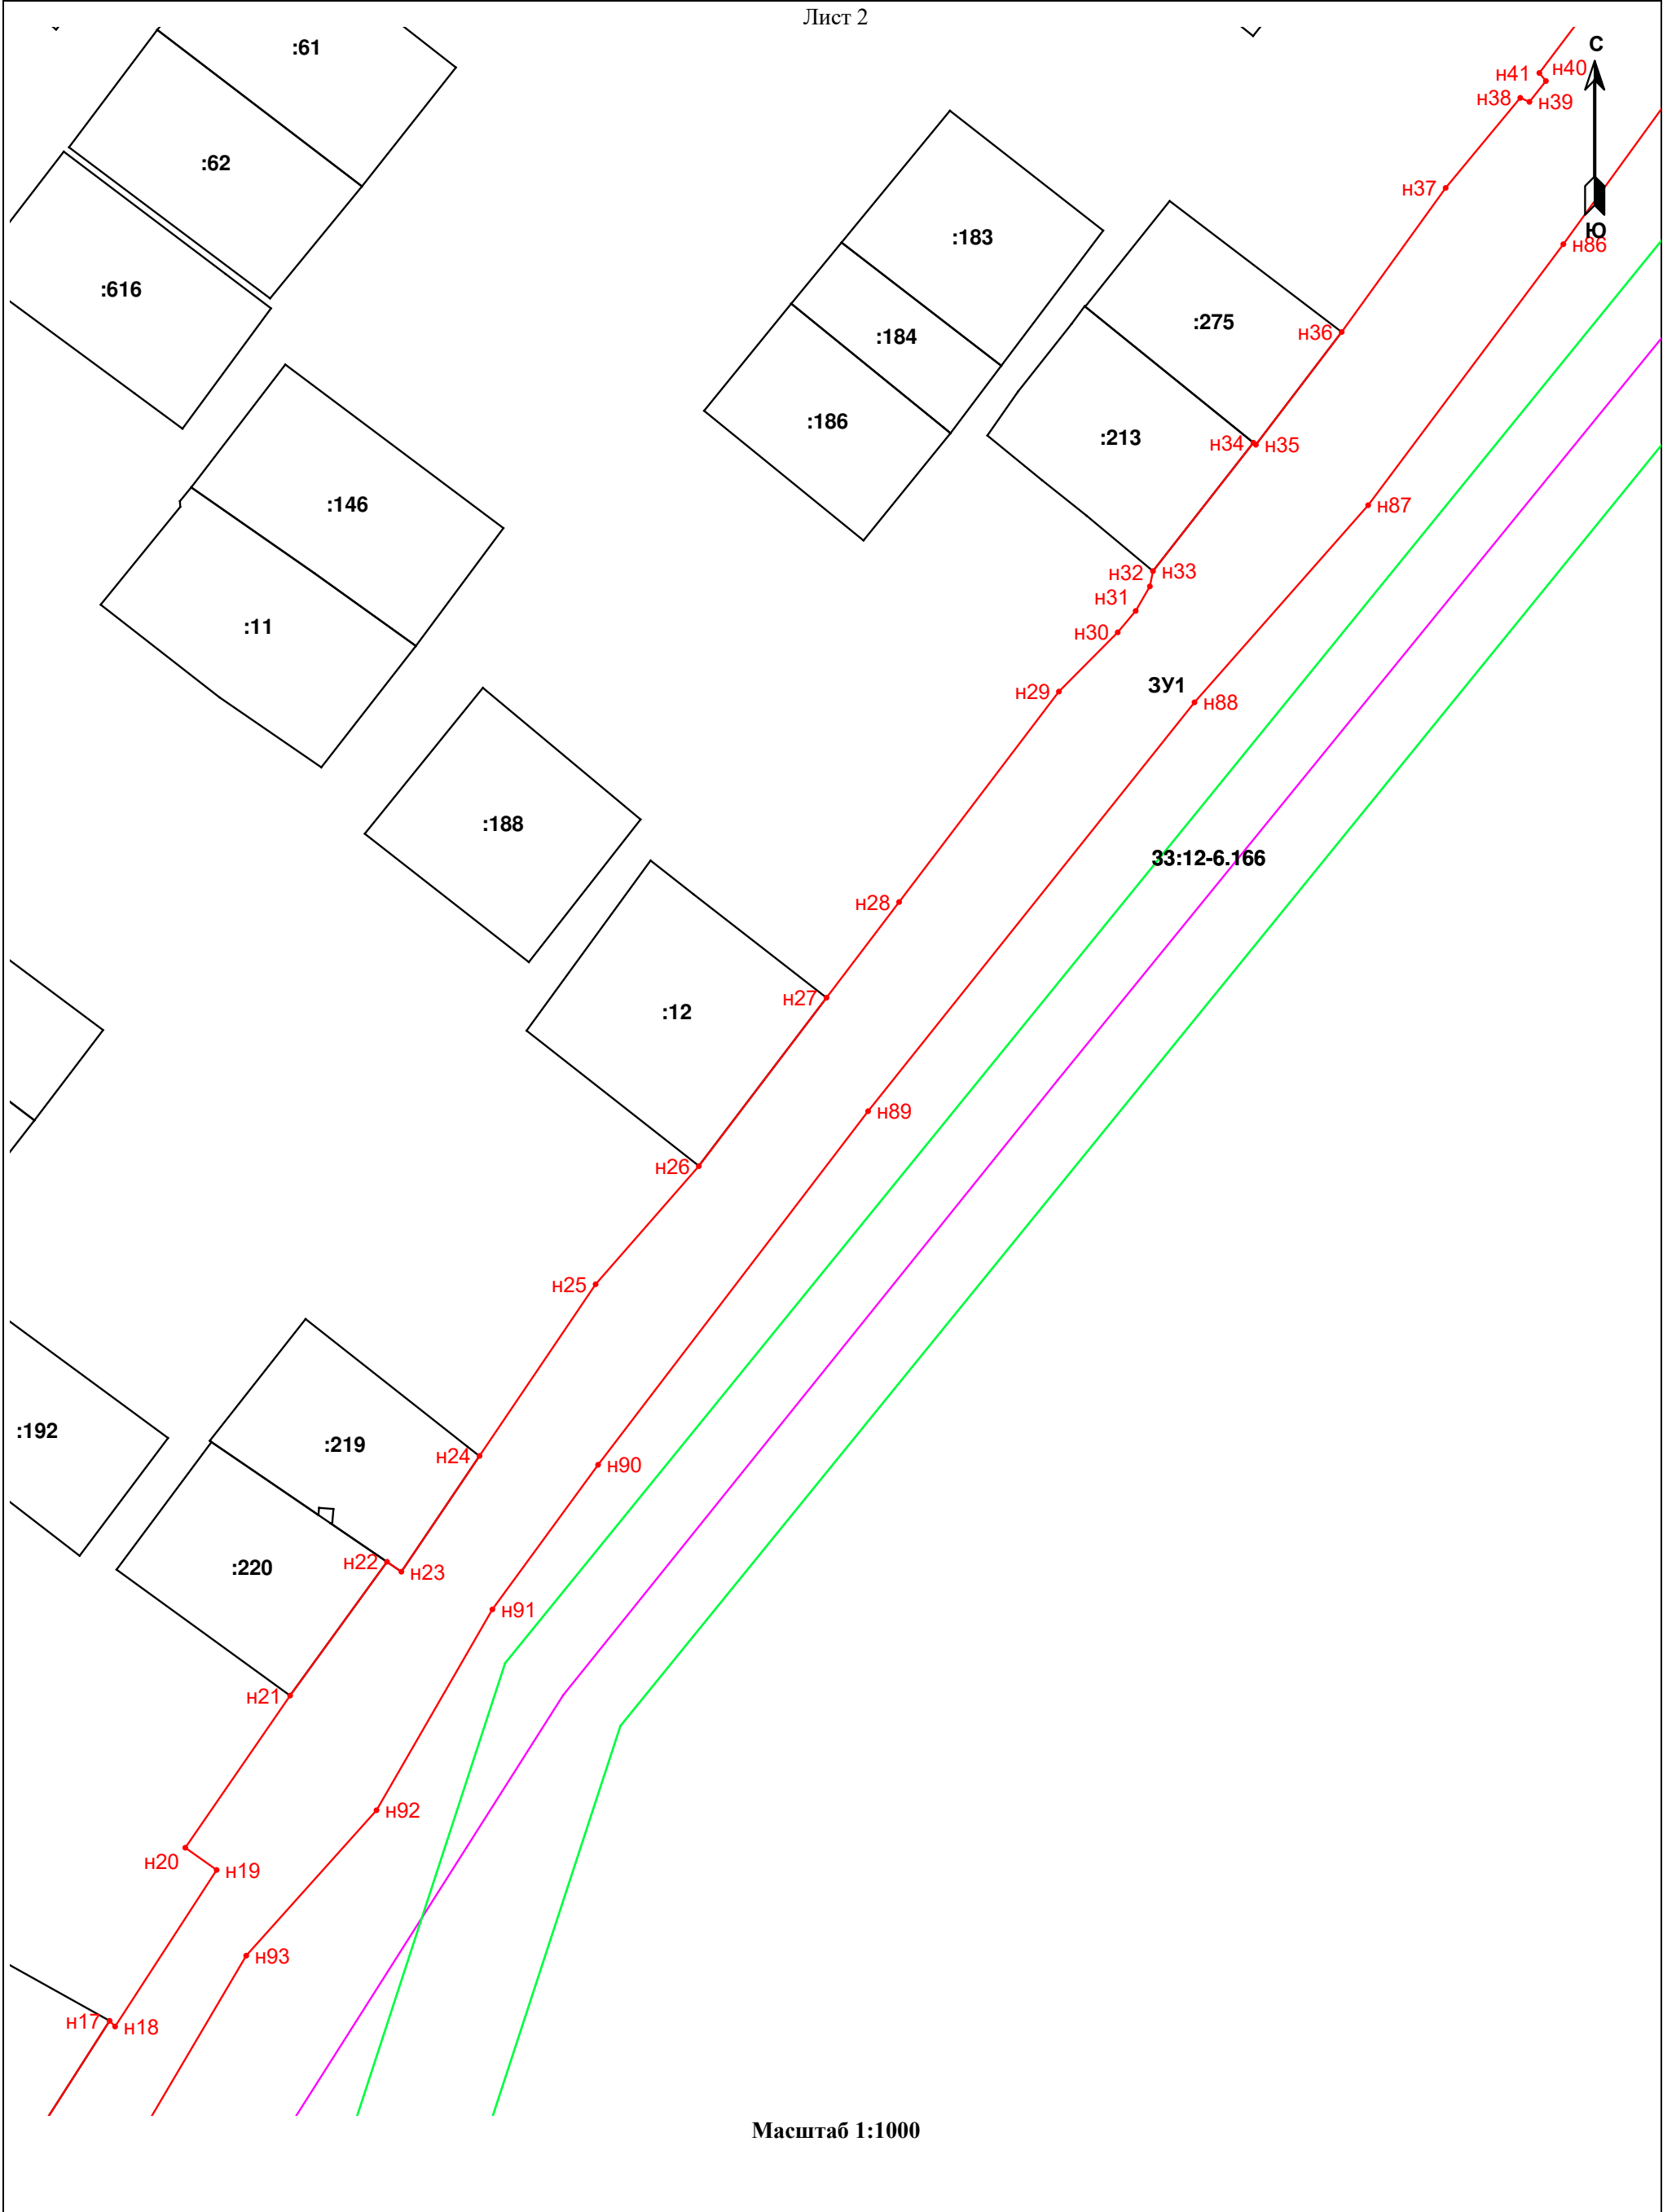 Лист 2
:61
С
н41
н40
н38
н39
:62
н37
:183
Ю
н86
:616
:275
н36
:184
:186
:213
н34
н35
:146
н87
н32
н33
н31
:11
н30
ЗУ1
н29
н88
:188
33:12-6.166
н28
н27
:12
н89
н26
н25
:192
:219
н24
н90
:220
н22
н23
н91
н21
н92
н20
н19
н93
н17
н18
Масштаб 1:1000